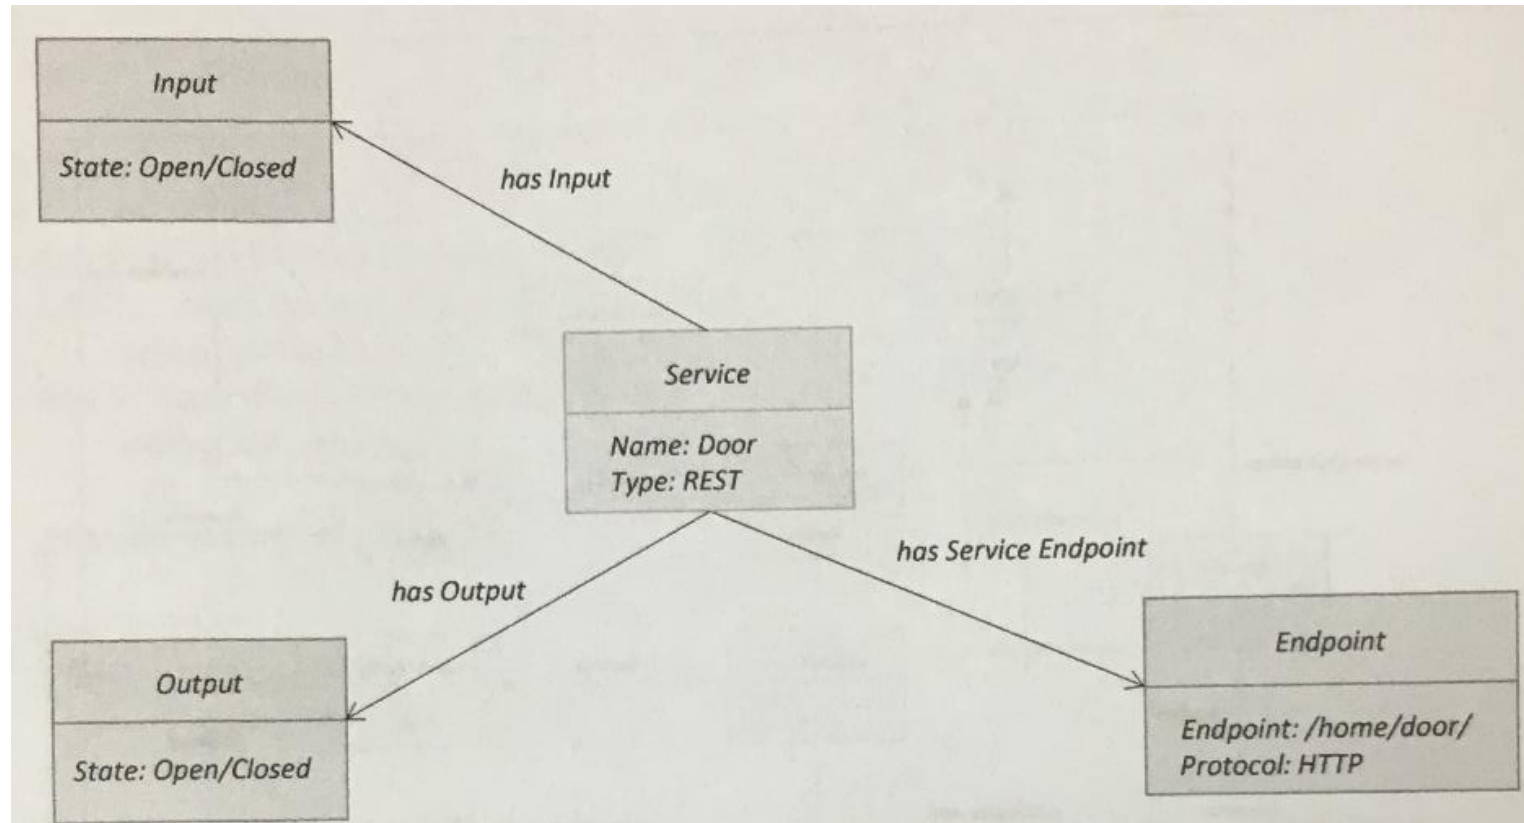 Input
State: Open/Closed
has Input
Service
Name: Door
Type: REST
has Service Endpoint
has Output
Endpoint
Endpoint: /home/door/
Protocol: HTTP
Output
State: Open/Closed